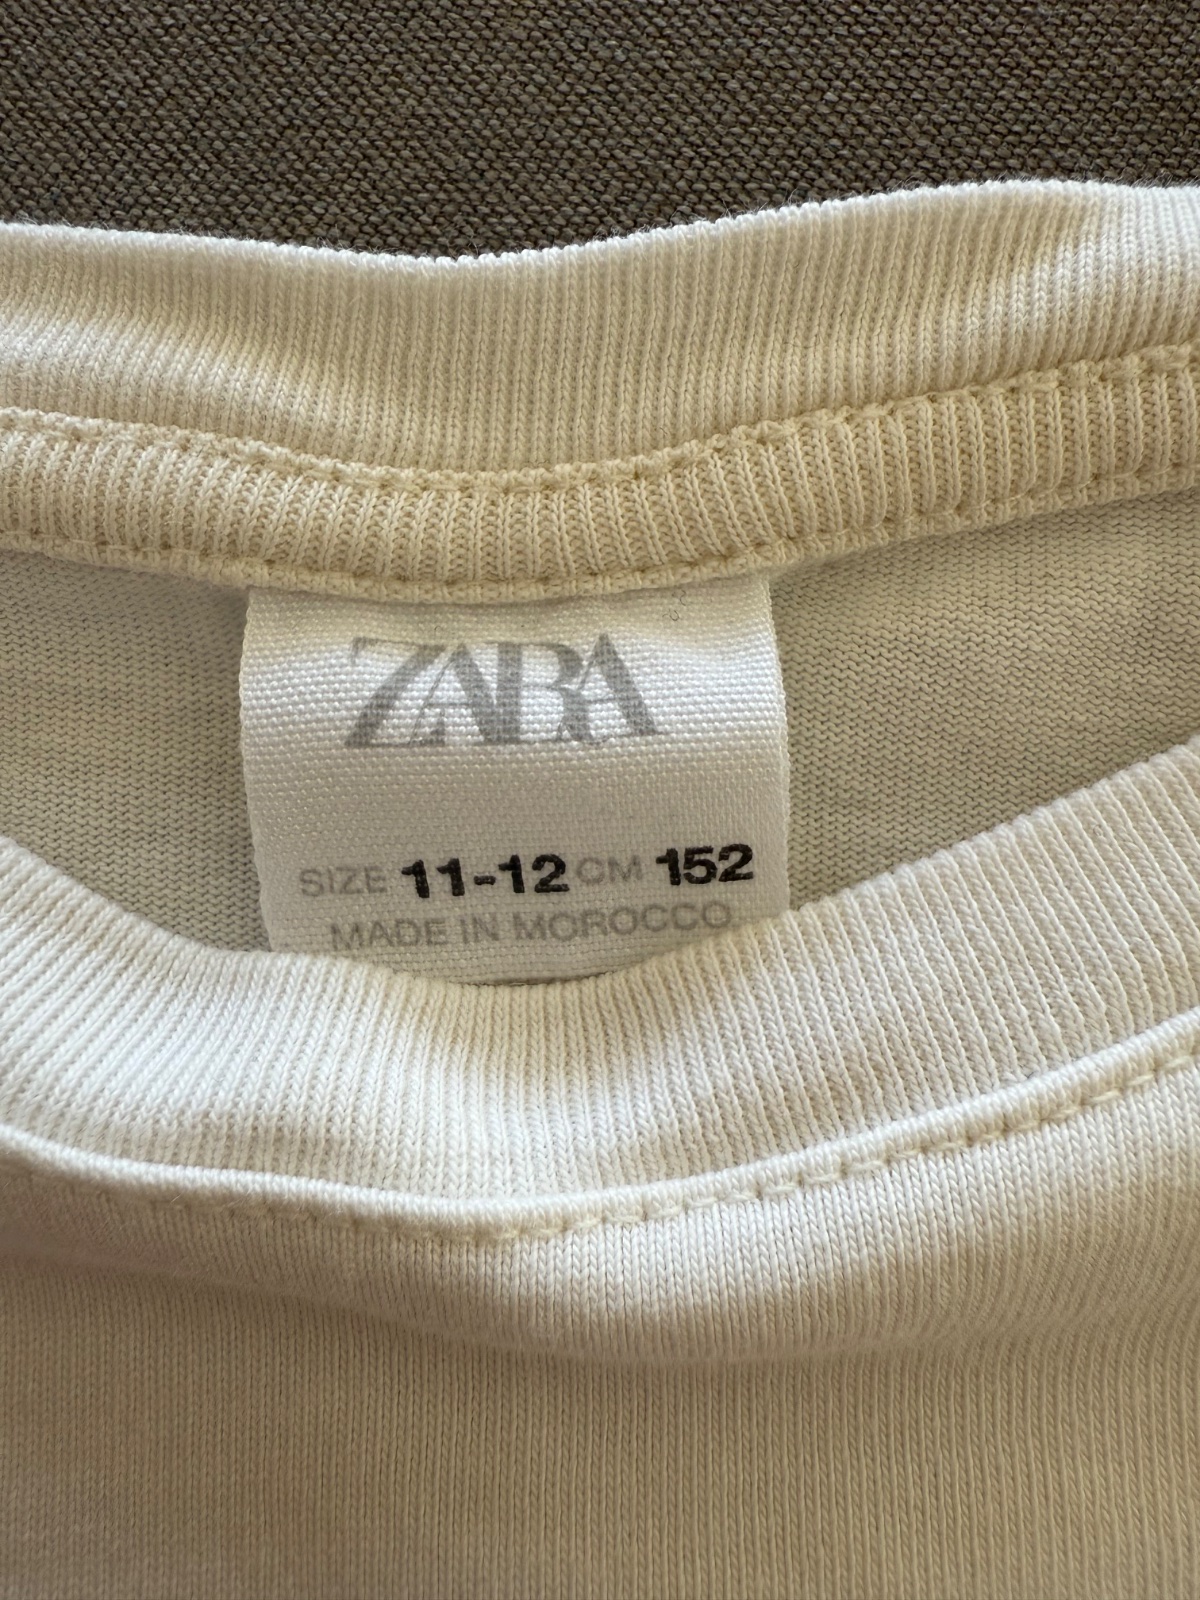 ZARA
SIZE 11-12 CM 152
MADE IN MOROCCO